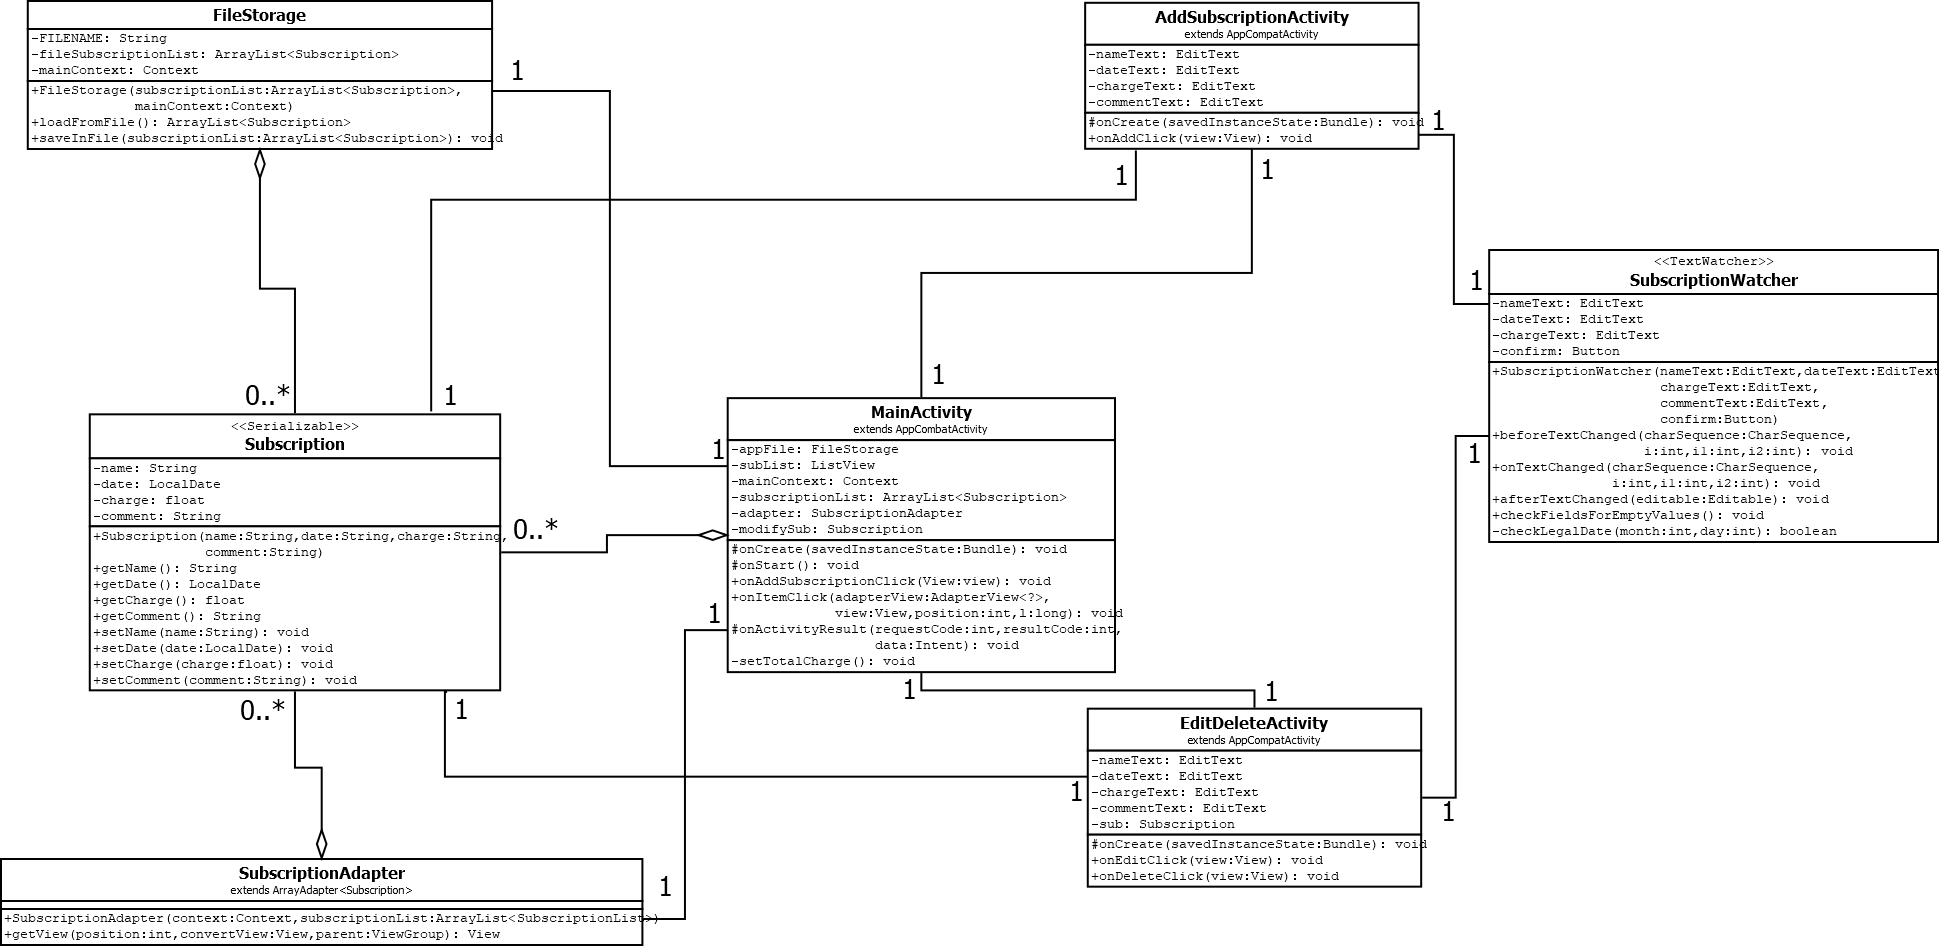 FileStorage
-FILENAME: String
-fileSubscriptionList: ArrayList<Subscription>
-mainContext: Context
+FileStorage(subscriptionList:ArrayList<Subscription>,
mainContext:Context)
+loadFromFile(): ArrayList<Subscription>
+saveInFile(subscriptionList:ArrayList<Subscription>): void
1
AddSubscriptionActivity
extends AppCompatActivity
-nameText: EditText
-dateText: EditText
-chargeText: EditText
-commentText: EditText
#onCreate(savedInstanceState:Bundle): void
+onAddClick(view:View): void
1
1
1
1
<<TextWatcher>>
SubscriptionWatcher
-nameText: EditText
-dateText: EditText
-chargeText: EditText
-confirm: Button
+SubscriptionWatcher(nameText:EditText,dateText:EditText
chargeText:EditText,
commentText:EditText,
confirm:Button)
+beforeTextChanged(charSequence:CharSequence,
i:int,i1:int,i2:int): void
+onTextChanged(charSequence:CharSequence,
i:int,i1:int,i2:int): void
+afterTextChanged(editable:Editable): void
+checkFieldsForEmptyValues(): void
-checkLegalDate(month:int,day:int): boolean
1
0..*
1
<<Serializable>>
Subscription
-name: String
-date: LocalDate
-charge: float
-comment: String
+Subscription(name:String,date:String,charge:String,
comment:String)
+getName(): String
+getDate(): LocalDate
+getCharge(): float
+getComment(): String
+setName(name:String): void
+setDate(date:LocalDate): void
+setCharge(charge:float): void
+setComment(comment:String): void
0..*
0..*
1
1
1
MainActivity
extends AppCombatActivity
-appFile: FileStorage
-subList: ListView
-mainContext: Context
-subscriptionList: ArrayList<Subscription>
-adapter: SubscriptionAdapter
-modifySub: Subscription
#onCreate(savedInstanceState:Bundle): void
#onStart(): void
+onAddSubscriptionClick(View:view): void
+onItemClick(adapterView:AdapterView<?>,
view:View,position:int,l:long): void
#onActivityResult(requestCode:int,resultCode:int,
data:Intent): void
-setTotalCharge(): void
1
1
1
EditDeleteActivity
extends AppCompatActivity
-nameText: EditText
-dateText: EditText
-chargeText: EditText
-commentText: EditText
-sub: Subscription
#onCreate(savedInstanceState:Bundle): void
+onEditClick(view:View): void
+onDeleteClick(view:View): void
1
1
SubscriptionAdapter
extends ArrayAdapter<Subscription>
+SubscriptionAdapter(context:Context,subscriptionList:ArrayList<SubscriptionList>)
+getView(position:int,convertView:View,parent:ViewGroup): View
1